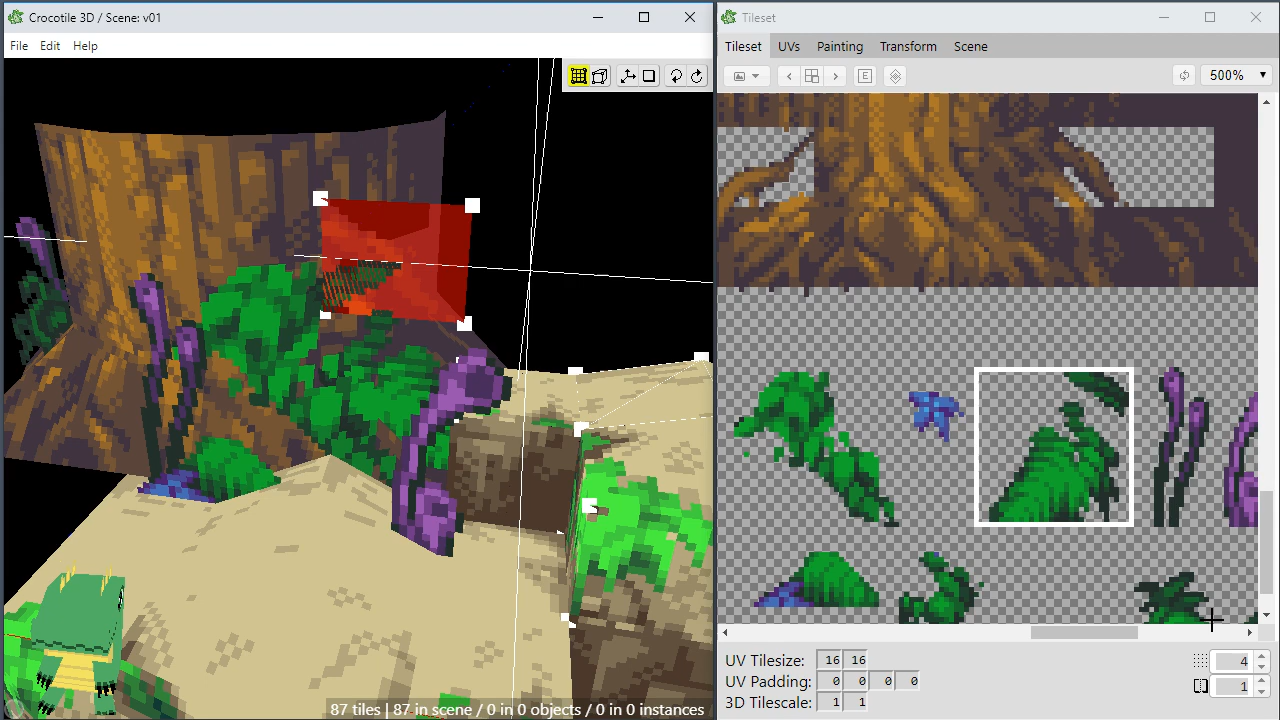 Crocotile 3D / Scene: v01
File Edit Help
87 tiles | 87 in scene / 0 in 0 objects / 0 in 0 instances
Tileset
Tileset UVs Painting Transform Scene
E 500%
UV Tilesize: 16 16
UV Padding: 0 0 0 0
3D Tilescale: 1 1
4
1